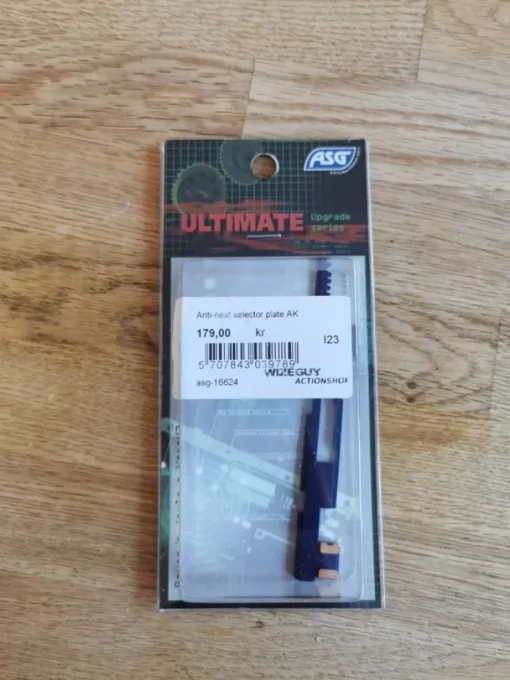 ASG
ULTIMATE Upgrade series
Anti-heat selector plate AK
179,00 kr
I23
5 707843 039789
WIZEGUY
ACTIONSHOP
asg-16624